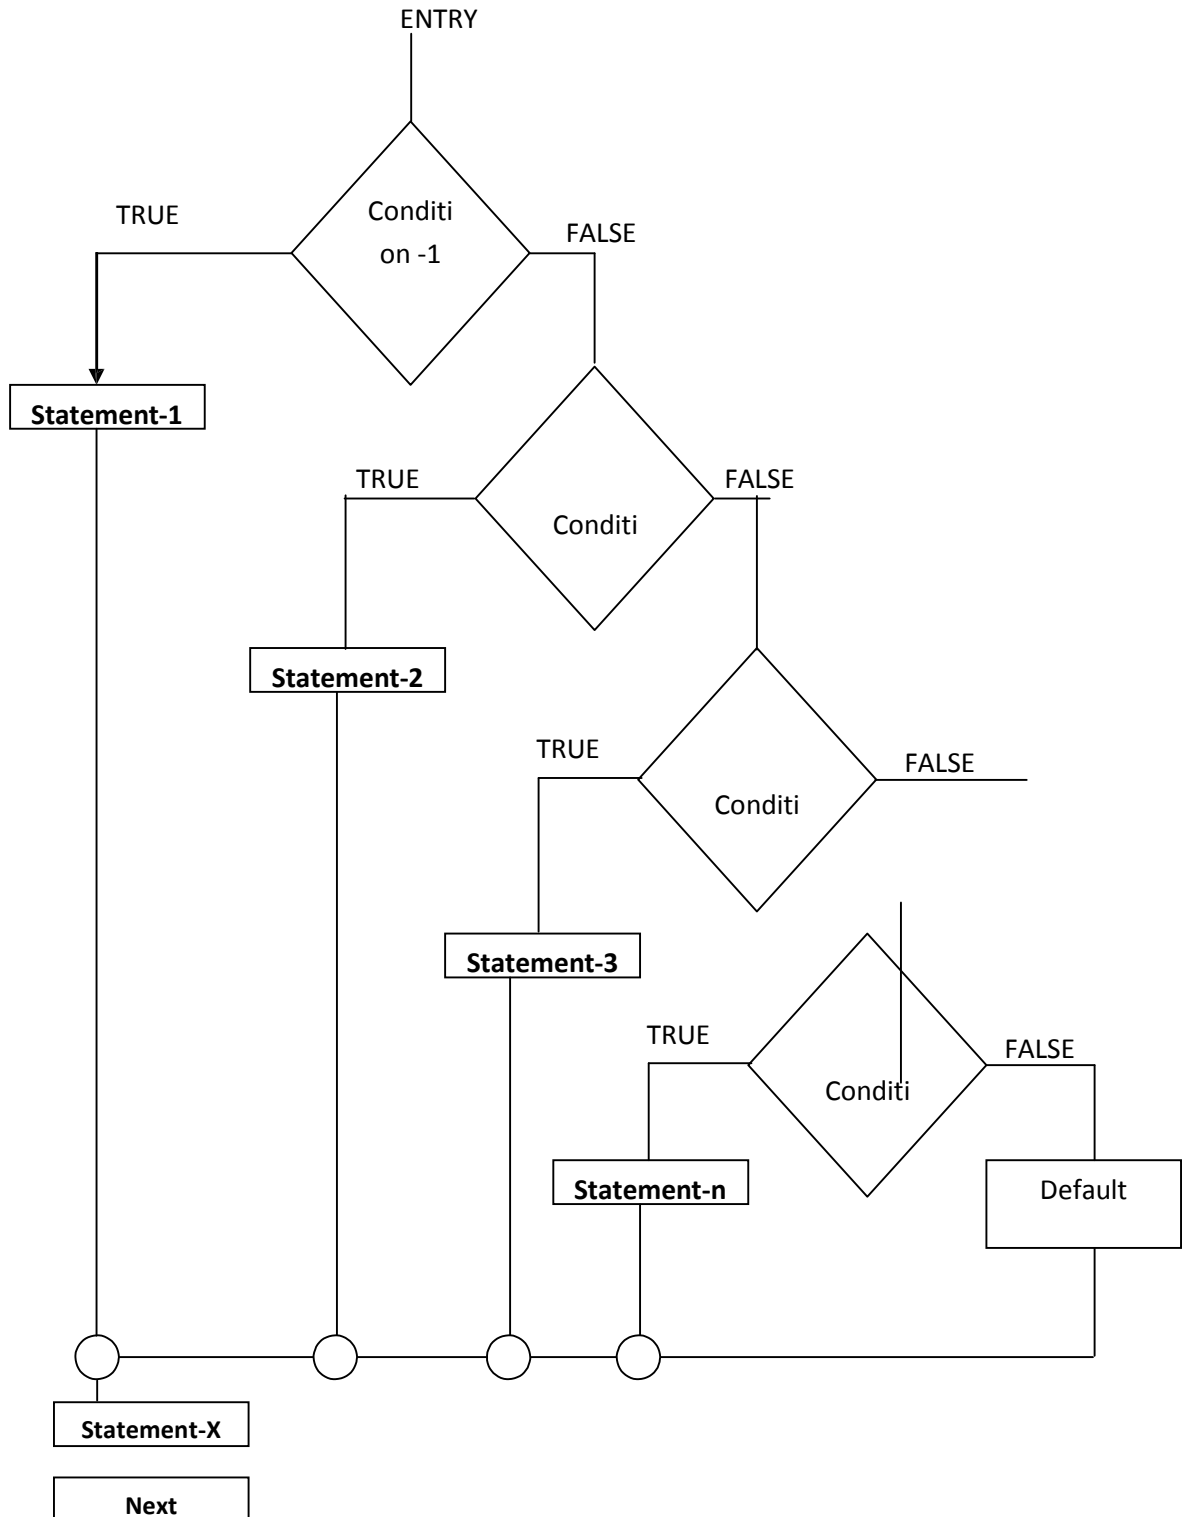 ENTRY
TRUE
Conditi
on -1
FALSE
Statement-1
TRUE
FALSE
Conditi
Statement-2
TRUE
FALSE
Conditi
Statement-3
TRUE
FALSE
Conditi
Statement-n
Default
Statement-X
Next